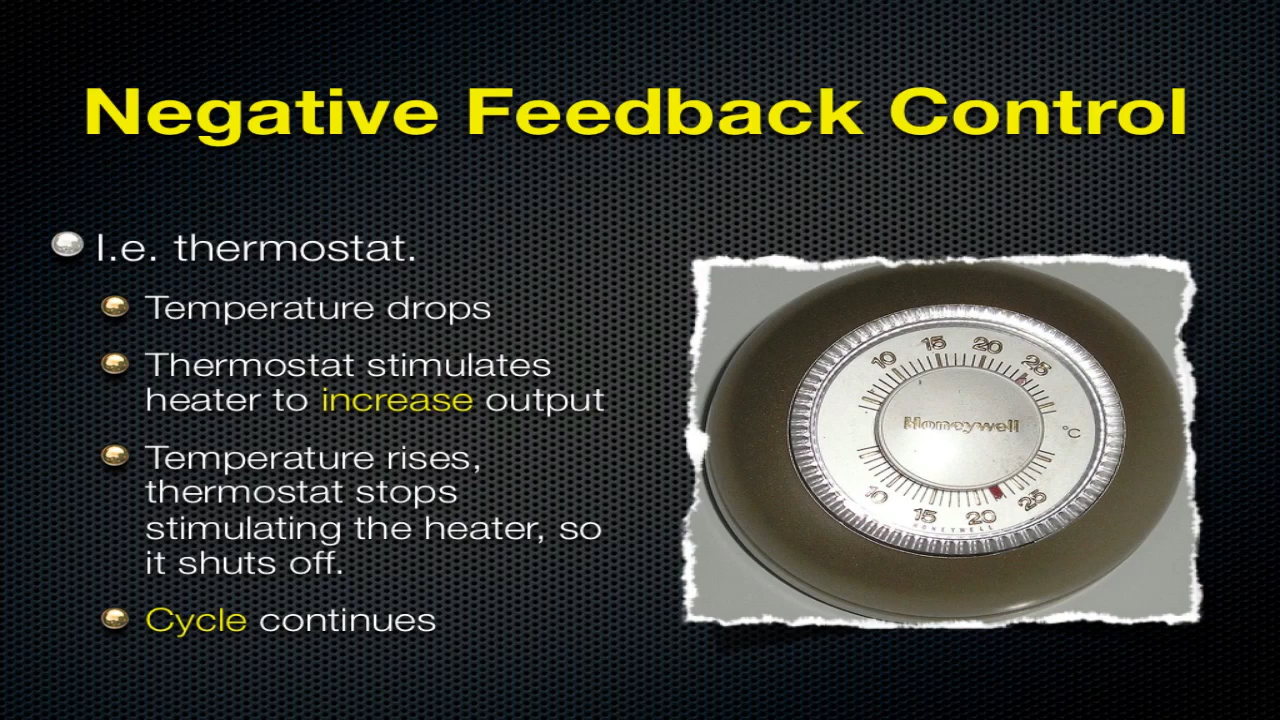 Negative Feedback Control
I.e. thermostat.
Temperature drops
Thermostat stimulates
heater to increase output
Temperature rises,
thermostat stops
stimulating the heater, so
it shuts off.
Cycle continues
10 15 20 25
Honeywell
°C
10 15 20 25
HONEYWELL